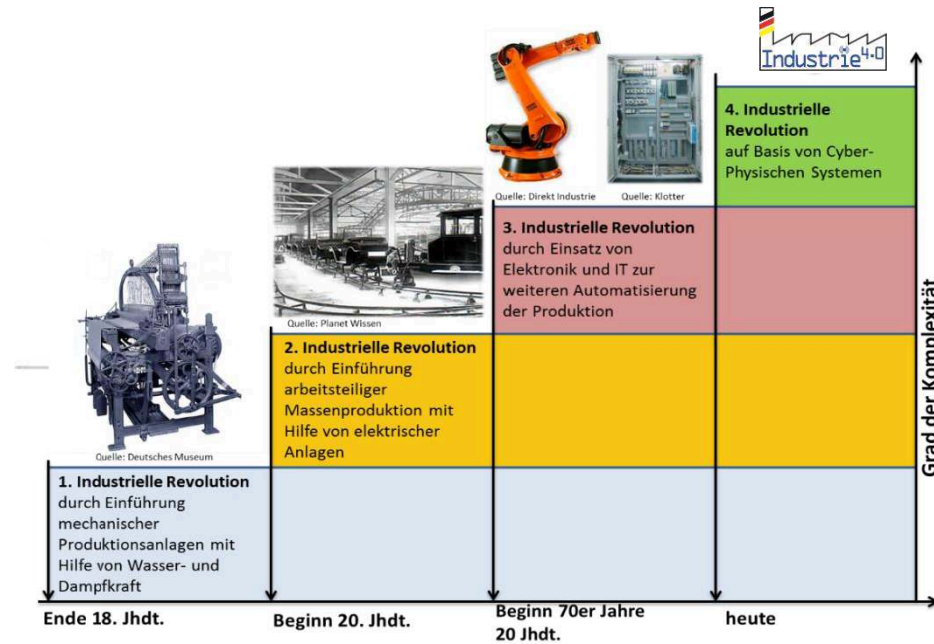 Industrie 4.0
4. Industrielle
Revolution
auf Basis von Cyber-
Physischen Systemen
Quelle: Direkt Industrie
Quelle: Klotter
3. Industrielle Revolution
durch Einsatz von
Elektronik und IT zur
weiteren Automatisierung
der Produktion
Quelle: Planet Wissen
2. Industrielle Revolution
durch Einführung
arbeitsteiliger
Massenproduktion mit
Hilfe von elektrischer
Anlagen
Quelle: Deutsches Museum
1. Industrielle Revolution
durch Einführung
mechanischer
Produktionsanlagen mit
Hilfe von Wasser- und
Dampfkraft
Grad der Komplexität
Ende 18. Jhdt.
Beginn 20. Jhdt.
Beginn 70er Jahre
20 Jhdt.
heute